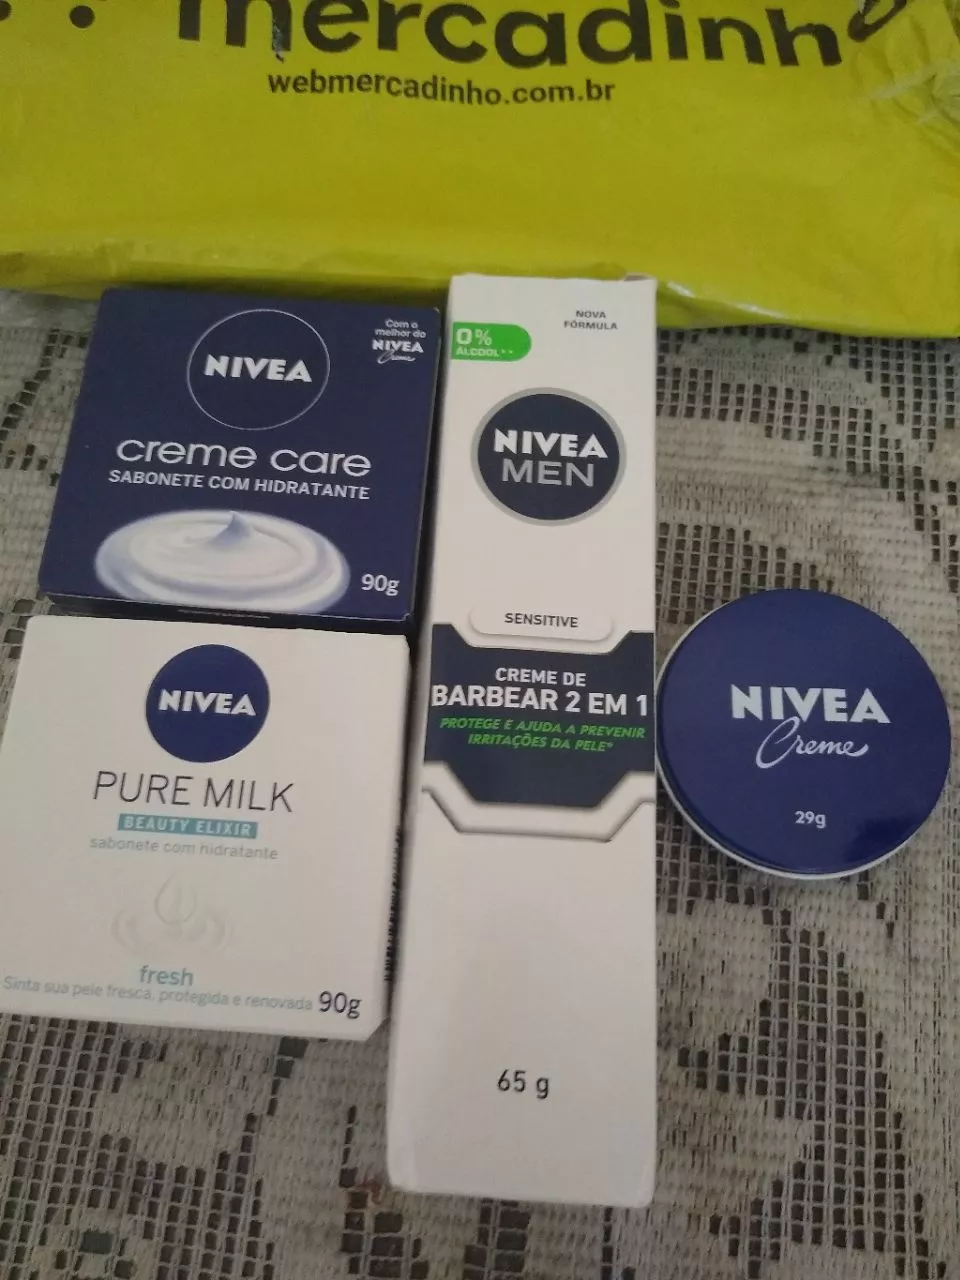 mercadinho
webmercadinho.com.br
NIVEA
Com o
melhor do
NIVEA
Creme
creme care
SABONETE COM HIDRATANTE
90g
NIVEA
PURE MILK
BEAUTY ELIXIR
sabonete com hidratante
fresh
Sinta sua pele fresca, protegida e renovada 90g
NOVA
FÓRMULA
0%
ÁLCOOL**
NIVEA
MEN
SENSITIVE
CREME DE
BARBEAR 2 EM 1
PROTEGE E AJUDA A PREVENIR
IRRITAÇÕES DA PELE*
65 g
NIVEA
Creme
29g